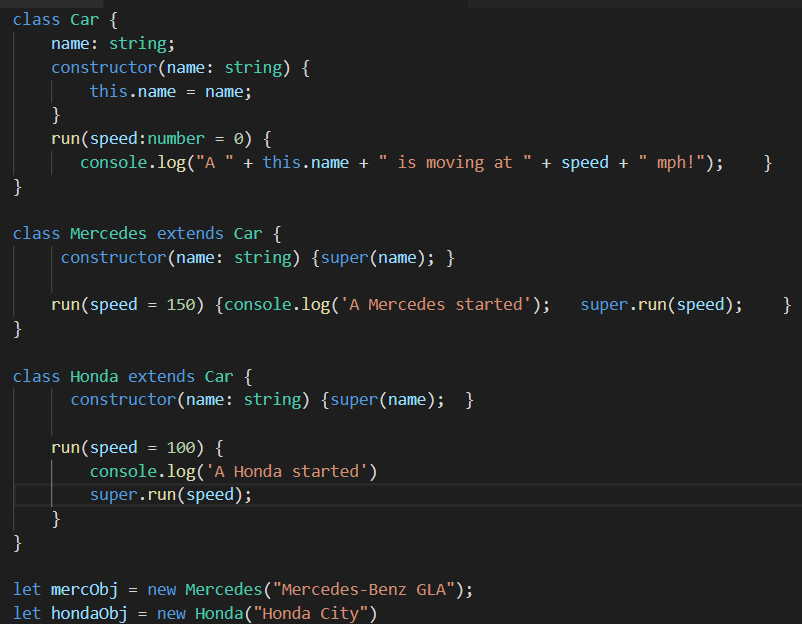 class Car {
    name: string;
    constructor(name: string) {
        this.name = name;
    }
    run(speed:number = 0) {
       console.log("A " + this.name + " is moving at " + speed + " mph!");    }
}

class Mercedes extends Car {
     constructor(name: string) {super(name); }

    run(speed = 150) {console.log('A Mercedes started');   super.run(speed);    }
}

class Honda extends Car {
      constructor(name: string) {super(name);  }

    run(speed = 100) {
        console.log('A Honda started')
        super.run(speed);
    }
}

let mercObj = new Mercedes("Mercedes-Benz GLA");
let hondaObj = new Honda("Honda City")